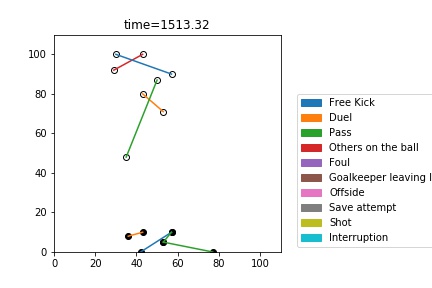 time=1513.32
100
80
60
40
20
0
0 20 40 60 80 100
Free Kick
Duel
Pass
Others on the ball
Foul
Goalkeeper leaving l
Offside
Save attempt
Shot
Interruption